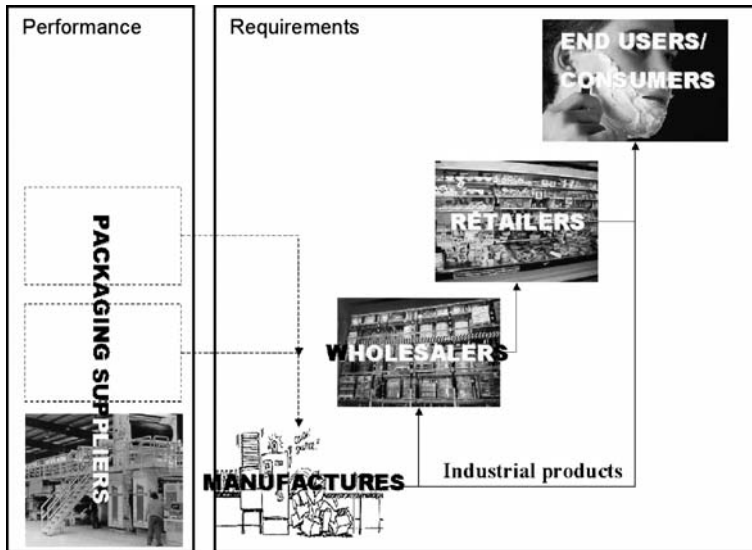 Performance
Requirements
END USERS/
CONSUMERS
RETAILERS
WHOLESALERS
PACKAGING SUPPLIERS
MANUFACTURES
Industrial products